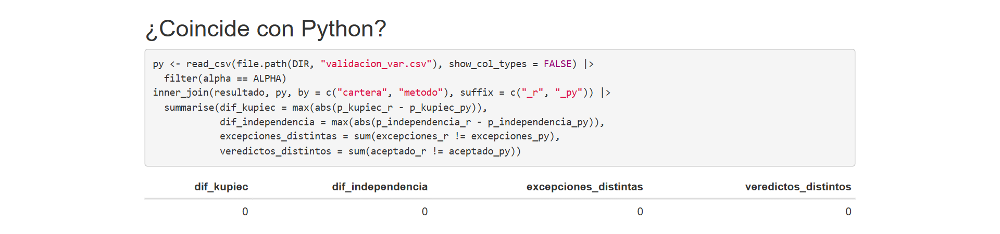 ¿Coincide con Python?
py <- read_csv(file.path(DIR, "validacion_var.csv"), show_col_types = FALSE) |>
  filter(alpha == ALPHA)
inner_join(resultado, py, by = c("cartera", "metodo"), suffix = c("_r", "_py")) |>
  summarise(dif_kupiec = max(abs(p_kupiec_r - p_kupiec_py)),
            dif_independencia = max(abs(p_independencia_r - p_independencia_py)),
            excepciones_distintas = sum(excepciones_r != excepciones_py),
            veredictos_distintos = sum(aceptado_r != aceptado_py))
dif_kupiec dif_independencia excepciones_distintas veredictos_distintos
0 0 0 0